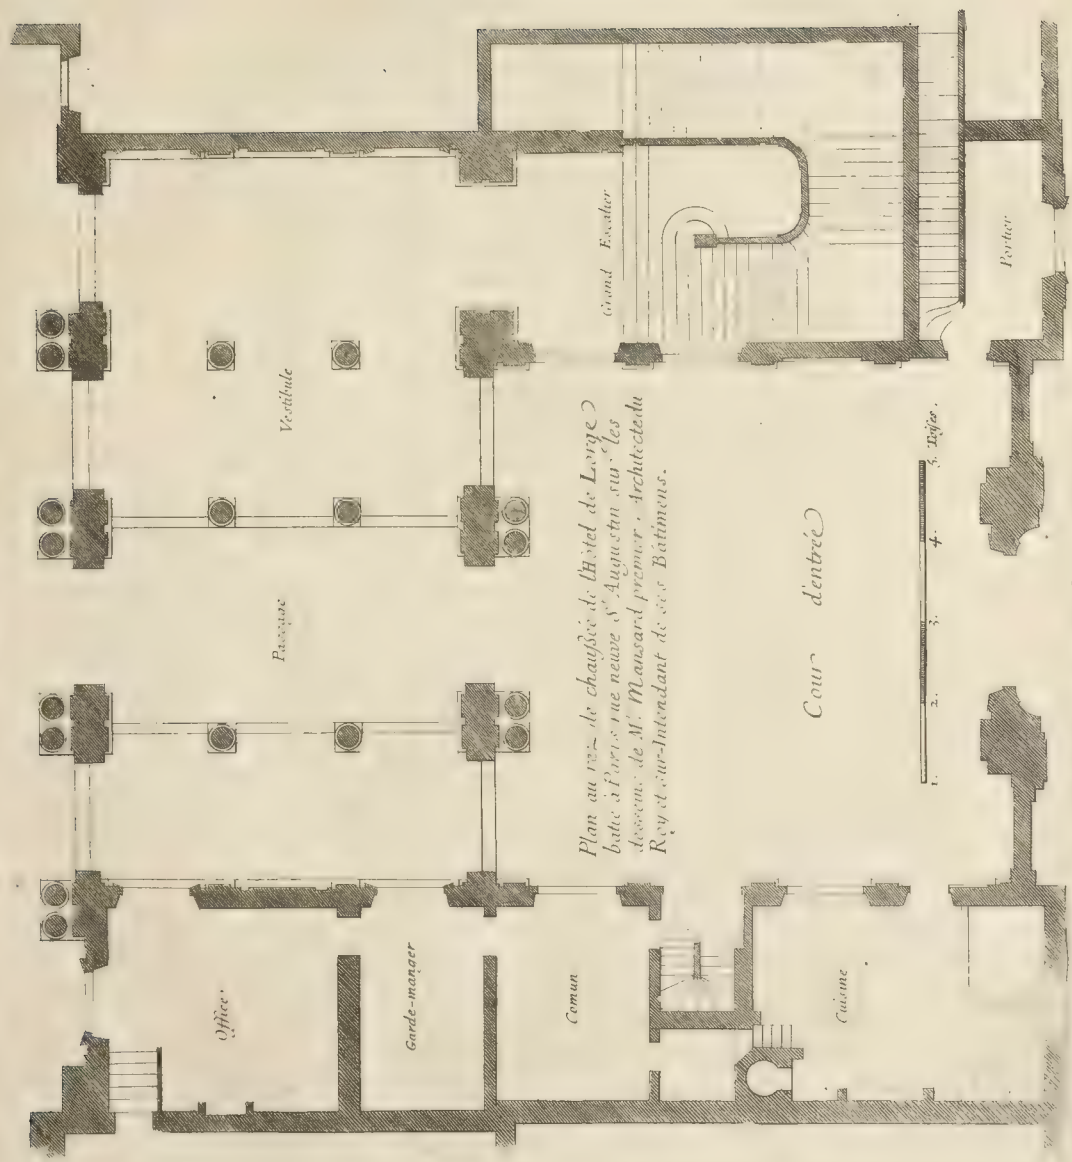 Plan au rez de chaussée de l'Hôtel de Lorge
batie à Paris rue neuve St Augustin sur les
desseins de Mr. Mansard premier. Architecte du
Roy et sur-Intendant de ses Bâtimens.
Cour d'entrée
Vestibule
Passage
Grand Escalier
Portier
Office
Garde-manger
Comun
Cuisine
1. 2. 3. 4. 5. Toises.